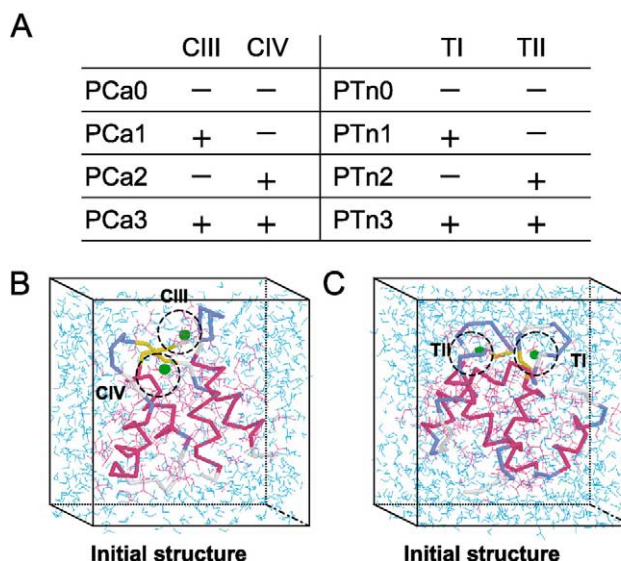 A
CIII CIV TI TII
PCa0 − − PTn0 − −
PCa1 + − PTn1 + −
PCa2 − + PTn2 − +
PCa3 + + PTn3 + +
B
CIII
CIV
Initial structure
C
TII
TI
Initial structure